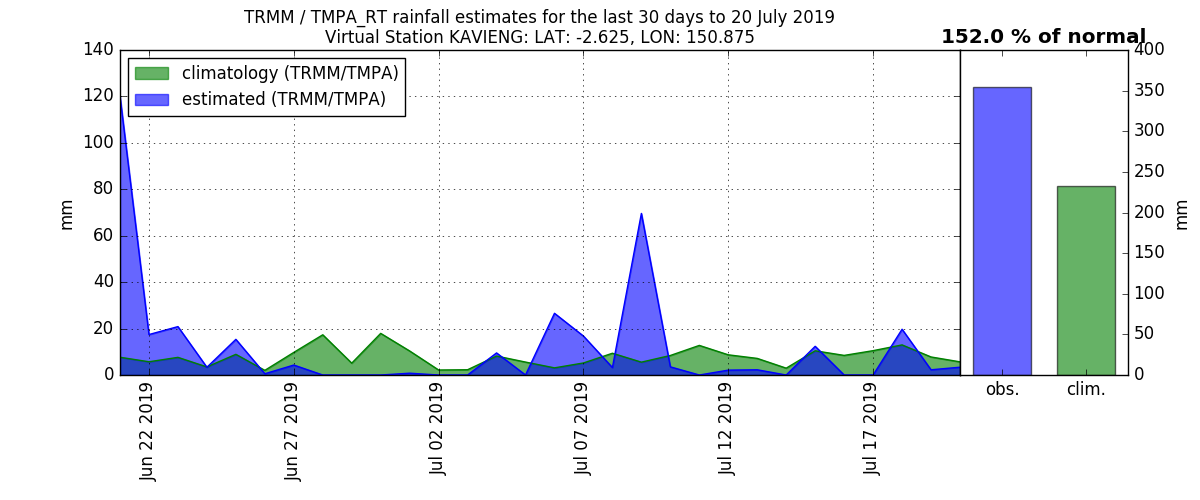 TRMM / TMPA_RT rainfall estimates for the last 30 days to 20 July 2019
Virtual Station KAVIENG: LAT: -2.625, LON: 150.875
152.0 % of normal
climatology (TRMM/TMPA)
estimated (TRMM/TMPA)
mm
140
120
100
80
60
40
20
0
Jun 22 2019
Jun 27 2019
Jul 02 2019
Jul 07 2019
Jul 12 2019
Jul 17 2019
obs.
clim.
400
350
300
250
200
150
100
50
0
mm